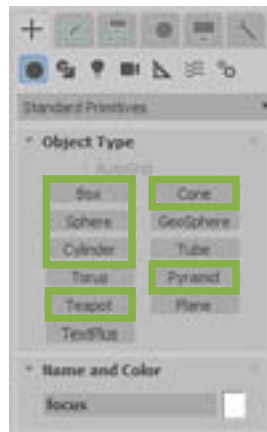 Standard Primitives
Object Type
AutoGrid
Box Cone
Sphere GeoSphere
Cylinder Tube
Torus Pyramid
Teapot Plane
TextPlus
Name and Color
focus